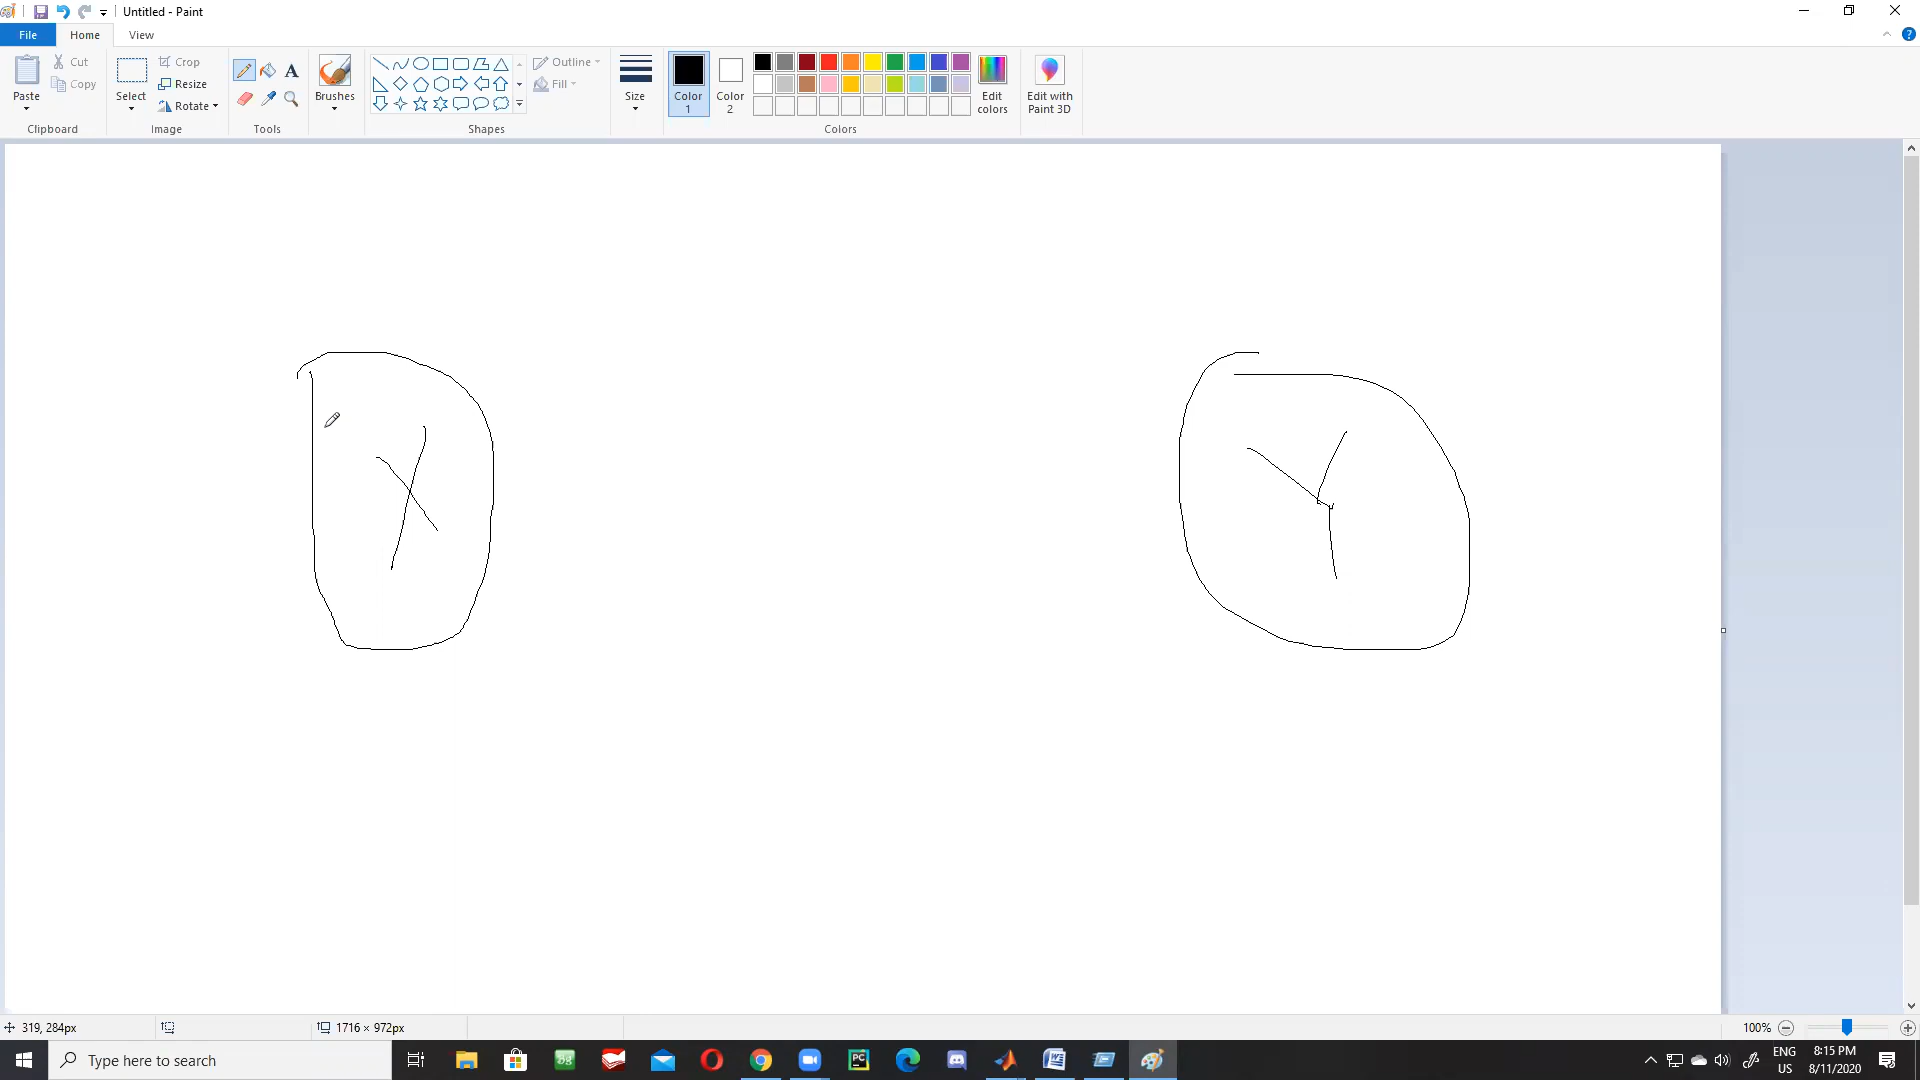 Untitled - Paint
File Home View
Cut Crop Outline
Copy Resize Fill
Paste Select Rotate Brushes Size Color 1 Color 2 Edit colors Edit with Paint 3D
Clipboard Image Tools Shapes Colors
A
?
X Y
319, 284px 1716 × 972px 100%
Type here to search
PC
W
ENG
US
8:15 PM
8/11/2020